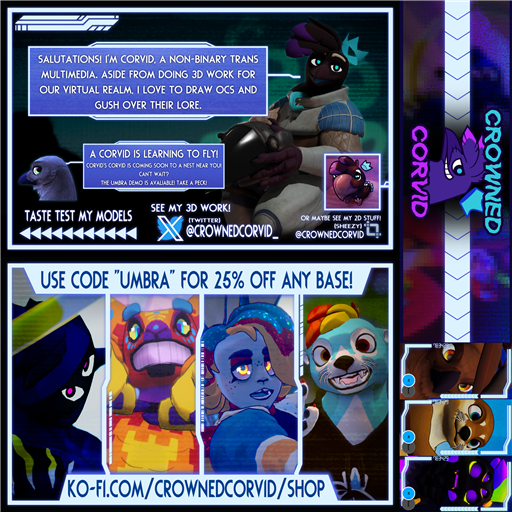 SALUTATIONS! I'M CORVID, A NON-BINARY TRANS
MULTIMEDIA. ASIDE FROM DOING 3D WORK FOR
OUR VIRTUAL REALM, I LOVE TO DRAW OCS AND
GUSH OVER THEIR LORE.
A CORVID IS LEARNING TO FLY!
CORVID'S CORVID IS COMING SOON TO A NEST NEAR YOU!
CAN'T WAIT?
THE UMBRA DEMO IS AVALIABLE! TAKE A PECK!
TASTE TEST MY MODELS
SEE MY 3D WORK!
(TWITTER)
@CROWNEDCORVID_
OR MAYBE SEE MY 2D STUFF!
(SHEEZY)
@CROWNEDCORVID
CROWNED
CORVID
USE CODE "UMBRA" FOR 25% OFF ANY BASE!
KO-FI.COM/CROWNEDCORVID/SHOP